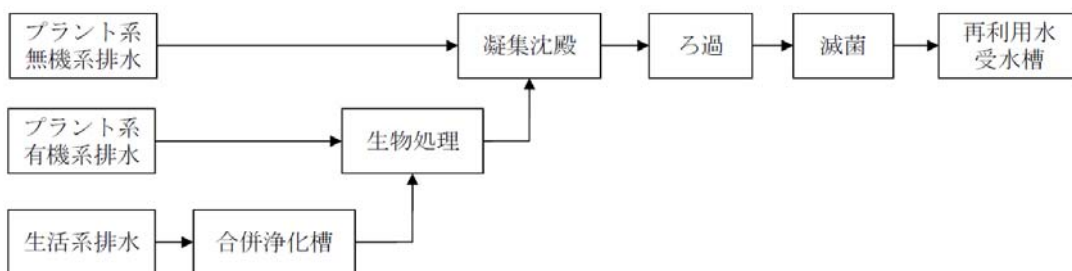 プラント系
無機系排水
凝集沈殿
ろ過
滅菌
再利用水
受水槽
プラント系
有機系排水
生物処理
生活系排水
合併浄化槽